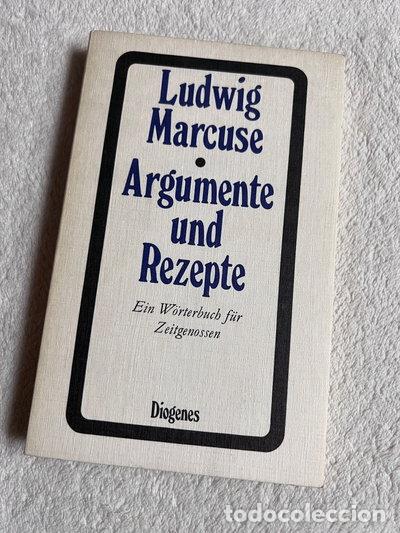 Ludwig
Marcuse
•
Argumente
und
Rezepte
Ein Wörterbuch für
Zeitgenossen
Diogenes
todocoleccion